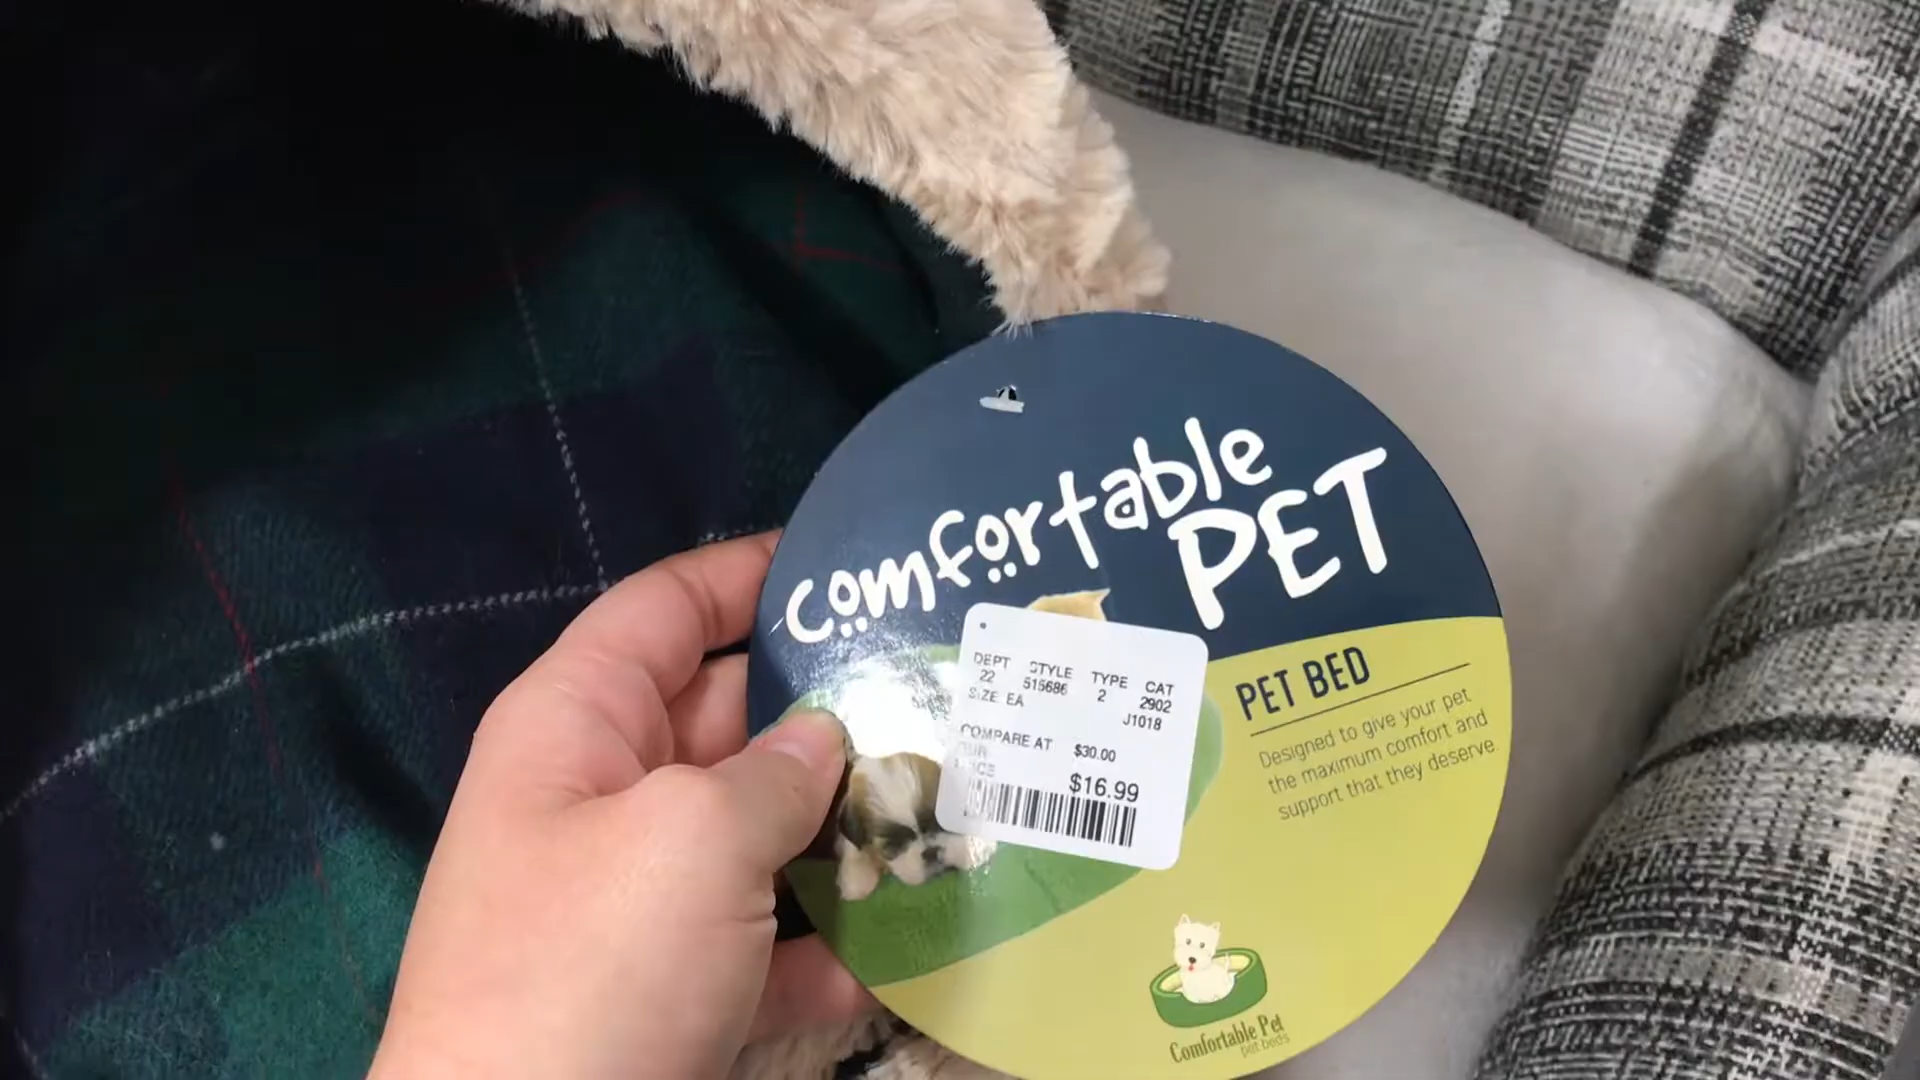 comfortable
PET
DEPT STYLE TYPE CAT
22 516686 2 2902
SIZE EA J1018
COMPARE AT $30.00
OUR
PRICE $16.99
PET BED
Designed to give your pet
the maximum comfort and
support that they deserve.
Comfortable Pet
pet beds